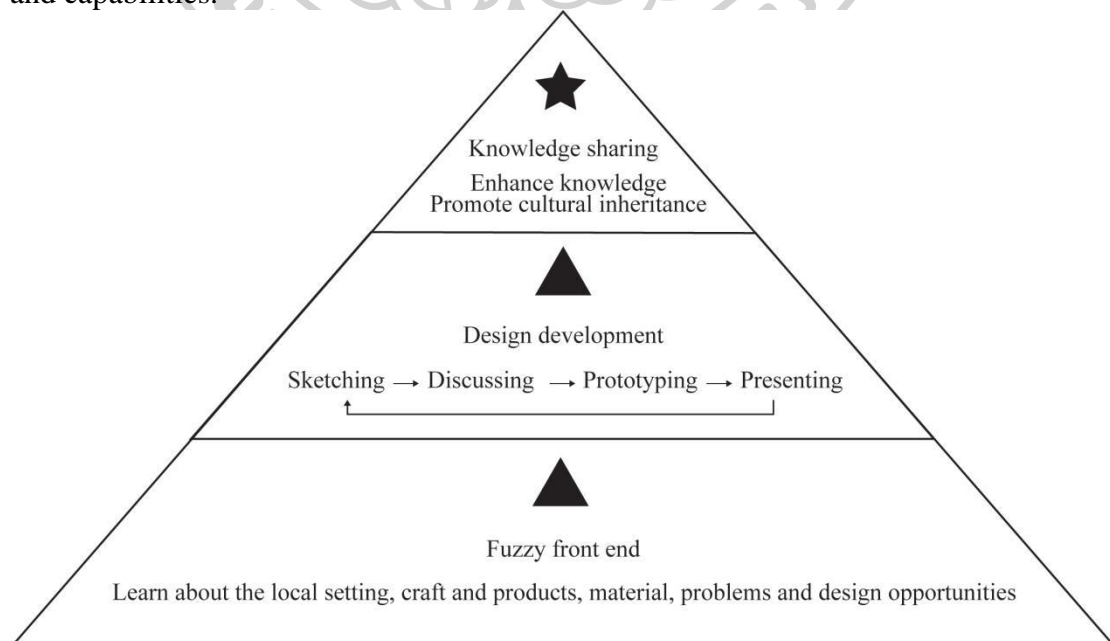 and capabilities.
Knowledge sharing
Enhance knowledge
Promote cultural inheritance
Design development
Sketching → Discussing → Prototyping → Presenting
Fuzzy front end
Learn about the local setting, craft and products, material, problems and design opportunities